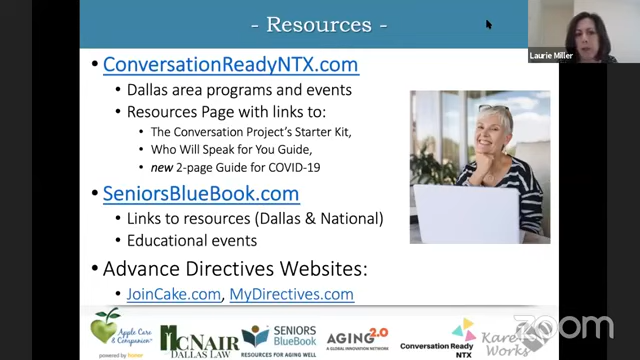 - Resources -
Laurie Miller
• ConversationReadyNTX.com
• Dallas area programs and events
• Resources Page with links to:
• The Conversation Project's Starter Kit,
• Who Will Speak for You Guide,
• new 2-page Guide for COVID-19
• SeniorsBlueBook.com
• Links to resources (Dallas & National)
• Educational events
• Advance Directives Websites:
• JoinCake.com, MyDirectives.com
Apple Care & Companion
powered by
McNAIR
DALLAS LAW
SENIORS
BlueBook
RESOURCES FOR AGING WELL
AGING2.0
A GLOBAL INNOVATION NETWORK
Conversation Ready
NTX
Karen
Works
zoom